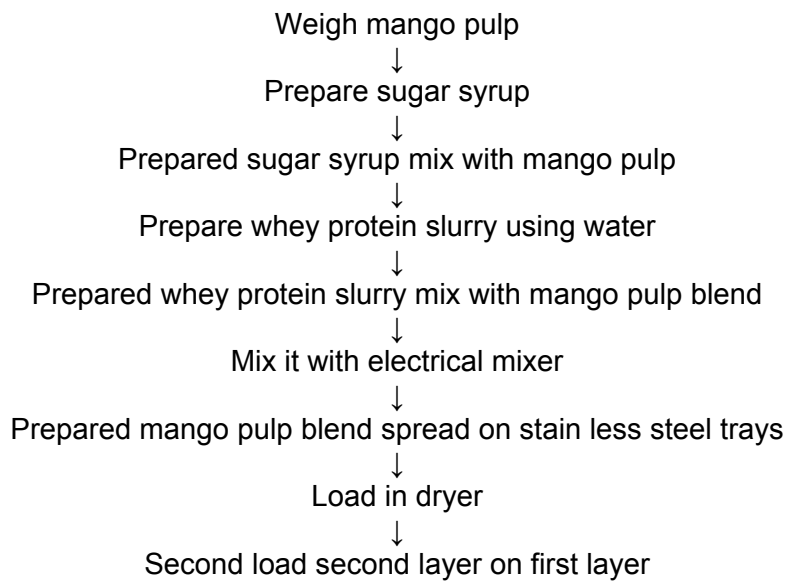 Weigh mango pulp
↓
Prepare sugar syrup
↓
Prepared sugar syrup mix with mango pulp
↓
Prepare whey protein slurry using water
↓
Prepared whey protein slurry mix with mango pulp blend
↓
Mix it with electrical mixer
↓
Prepared mango pulp blend spread on stain less steel trays
↓
Load in dryer
↓
Second load second layer on first layer